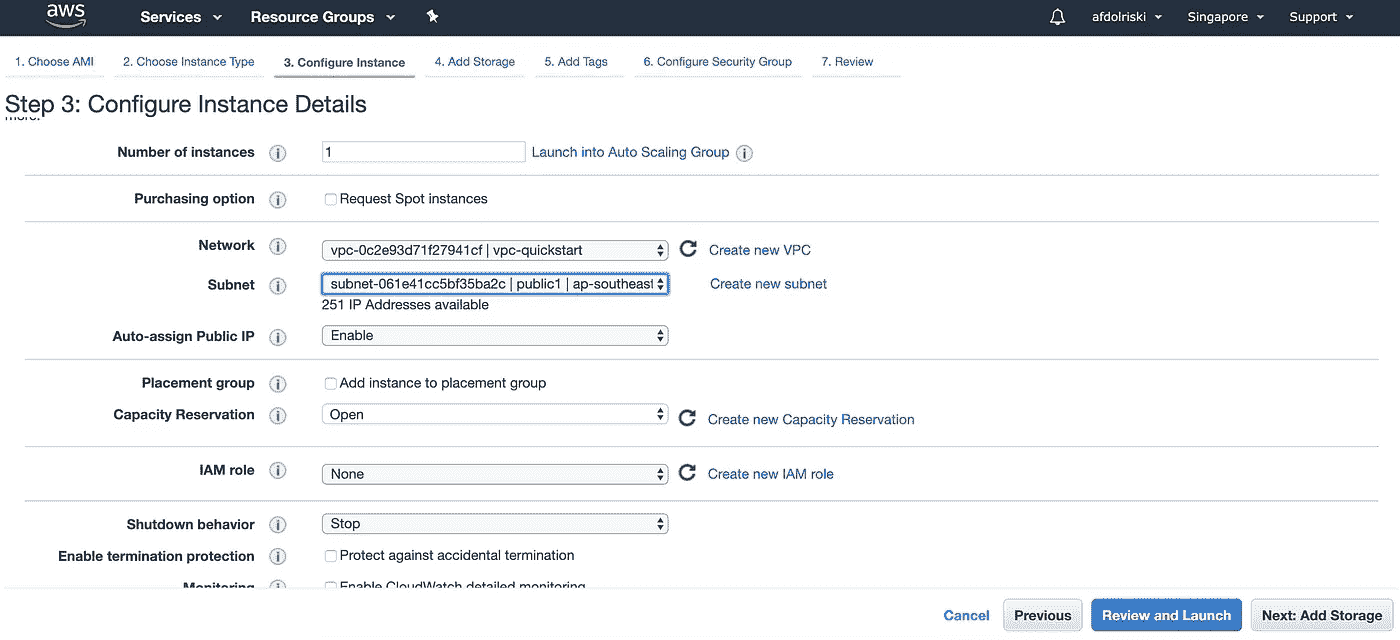 aws Services Resource Groups afdolriski Singapore Support
1. Choose AMI 2. Choose Instance Type 3. Configure Instance 4. Add Storage 5. Add Tags 6. Configure Security Group 7. Review
Step 3: Configure Instance Details
more.
Number of instances i 1 Launch into Auto Scaling Group i
Purchasing option i Request Spot instances
Network i vpc-0c2e93d71f27941cf | vpc-quickstart Create new VPC
Subnet i subnet-061e41cc5bf35ba2c | public1 | ap-southeast Create new subnet
251 IP Addresses available
Auto-assign Public IP i Enable
Placement group i Add instance to placement group
Capacity Reservation i Open Create new Capacity Reservation
IAM role i None Create new IAM role
Shutdown behavior i Stop
Enable termination protection i Protect against accidental termination
Monitoring i Enable CloudWatch detailed monitoring
Cancel Previous Review and Launch Next: Add Storage